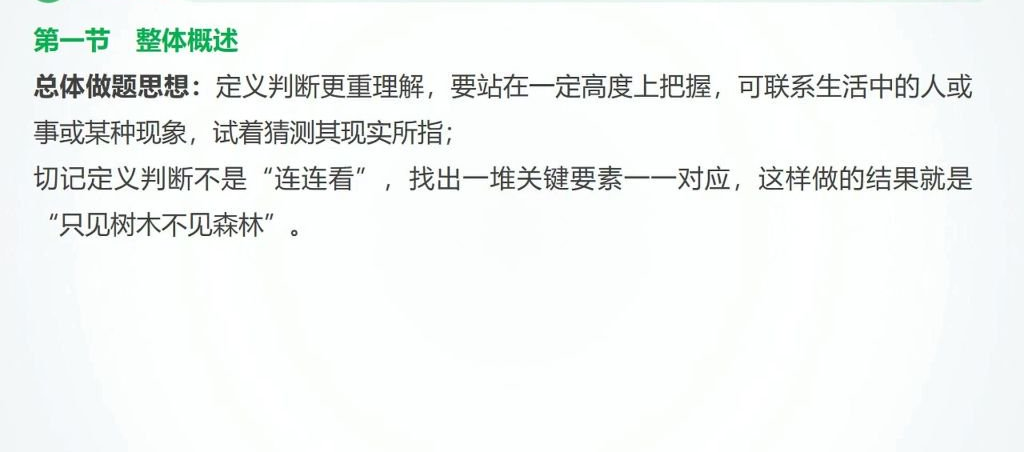 第一节 整体概述
总体做题思想：定义判断更重理解，要站在一定高度上把握，可联系生活中的人或
事或某种现象，试着猜测其现实所指；
切记定义判断不是“连连看”，找出一堆关键要素一一对应，这样做的结果就是
“只见树木不见森林”。